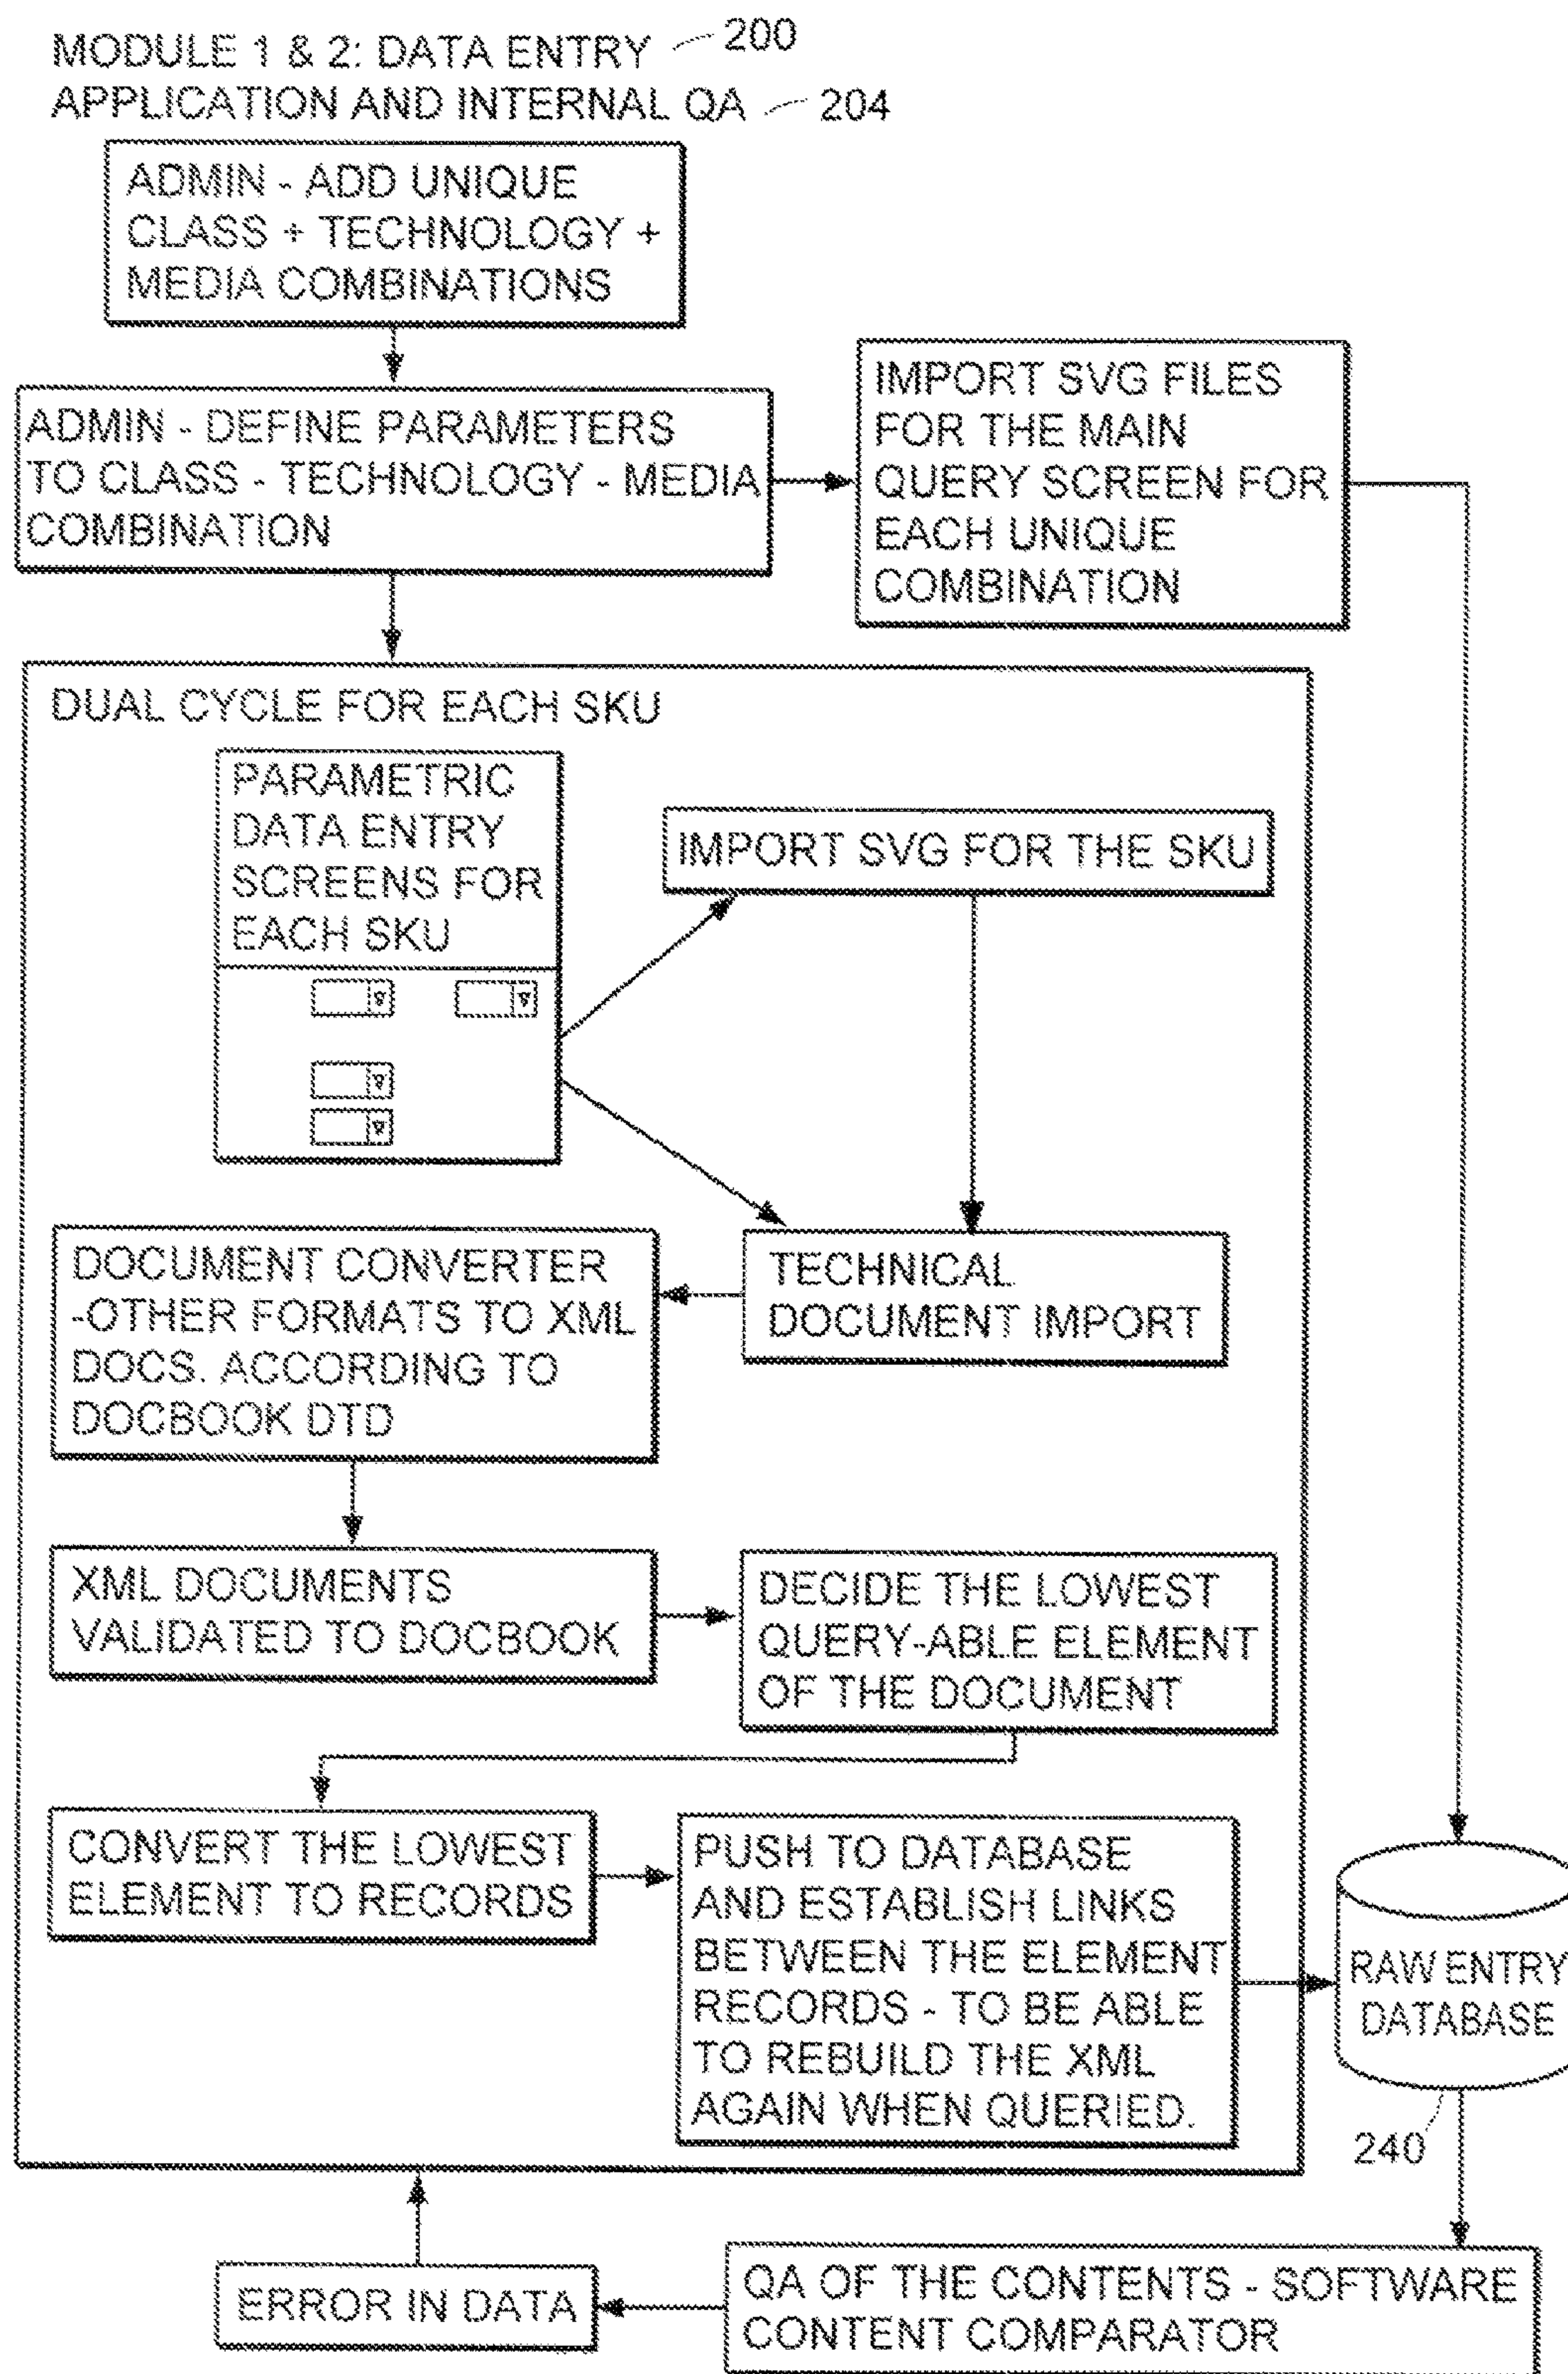 MODULE 1 & 2: DATA ENTRY 200
APPLICATION AND INTERNAL QA 204
ADMIN - ADD UNIQUE
CLASS + TECHNOLOGY +
MEDIA COMBINATIONS
ADMIN - DEFINE PARAMETERS
TO CLASS - TECHNOLOGY - MEDIA
COMBINATION
IMPORT SVG FILES
FOR THE MAIN
QUERY SCREEN FOR
EACH UNIQUE
COMBINATION
DUAL CYCLE FOR EACH SKU
PARAMETRIC
DATA ENTRY
SCREENS FOR
EACH SKU
IMPORT SVG FOR THE SKU
TECHNICAL
DOCUMENT IMPORT
DOCUMENT CONVERTER
-OTHER FORMATS TO XML
DOCS. ACCORDING TO
DOCBOOK DTD
XML DOCUMENTS
VALIDATED TO DOCBOOK
DECIDE THE LOWEST
QUERY-ABLE ELEMENT
OF THE DOCUMENT
CONVERT THE LOWEST
ELEMENT TO RECORDS
PUSH TO DATABASE
AND ESTABLISH LINKS
BETWEEN THE ELEMENT
RECORDS - TO BE ABLE
TO REBUILD THE XML
AGAIN WHEN QUERIED.
RAW ENTRY
DATABASE
240
QA OF THE CONTENTS - SOFTWARE
CONTENT COMPARATOR
ERROR IN DATA